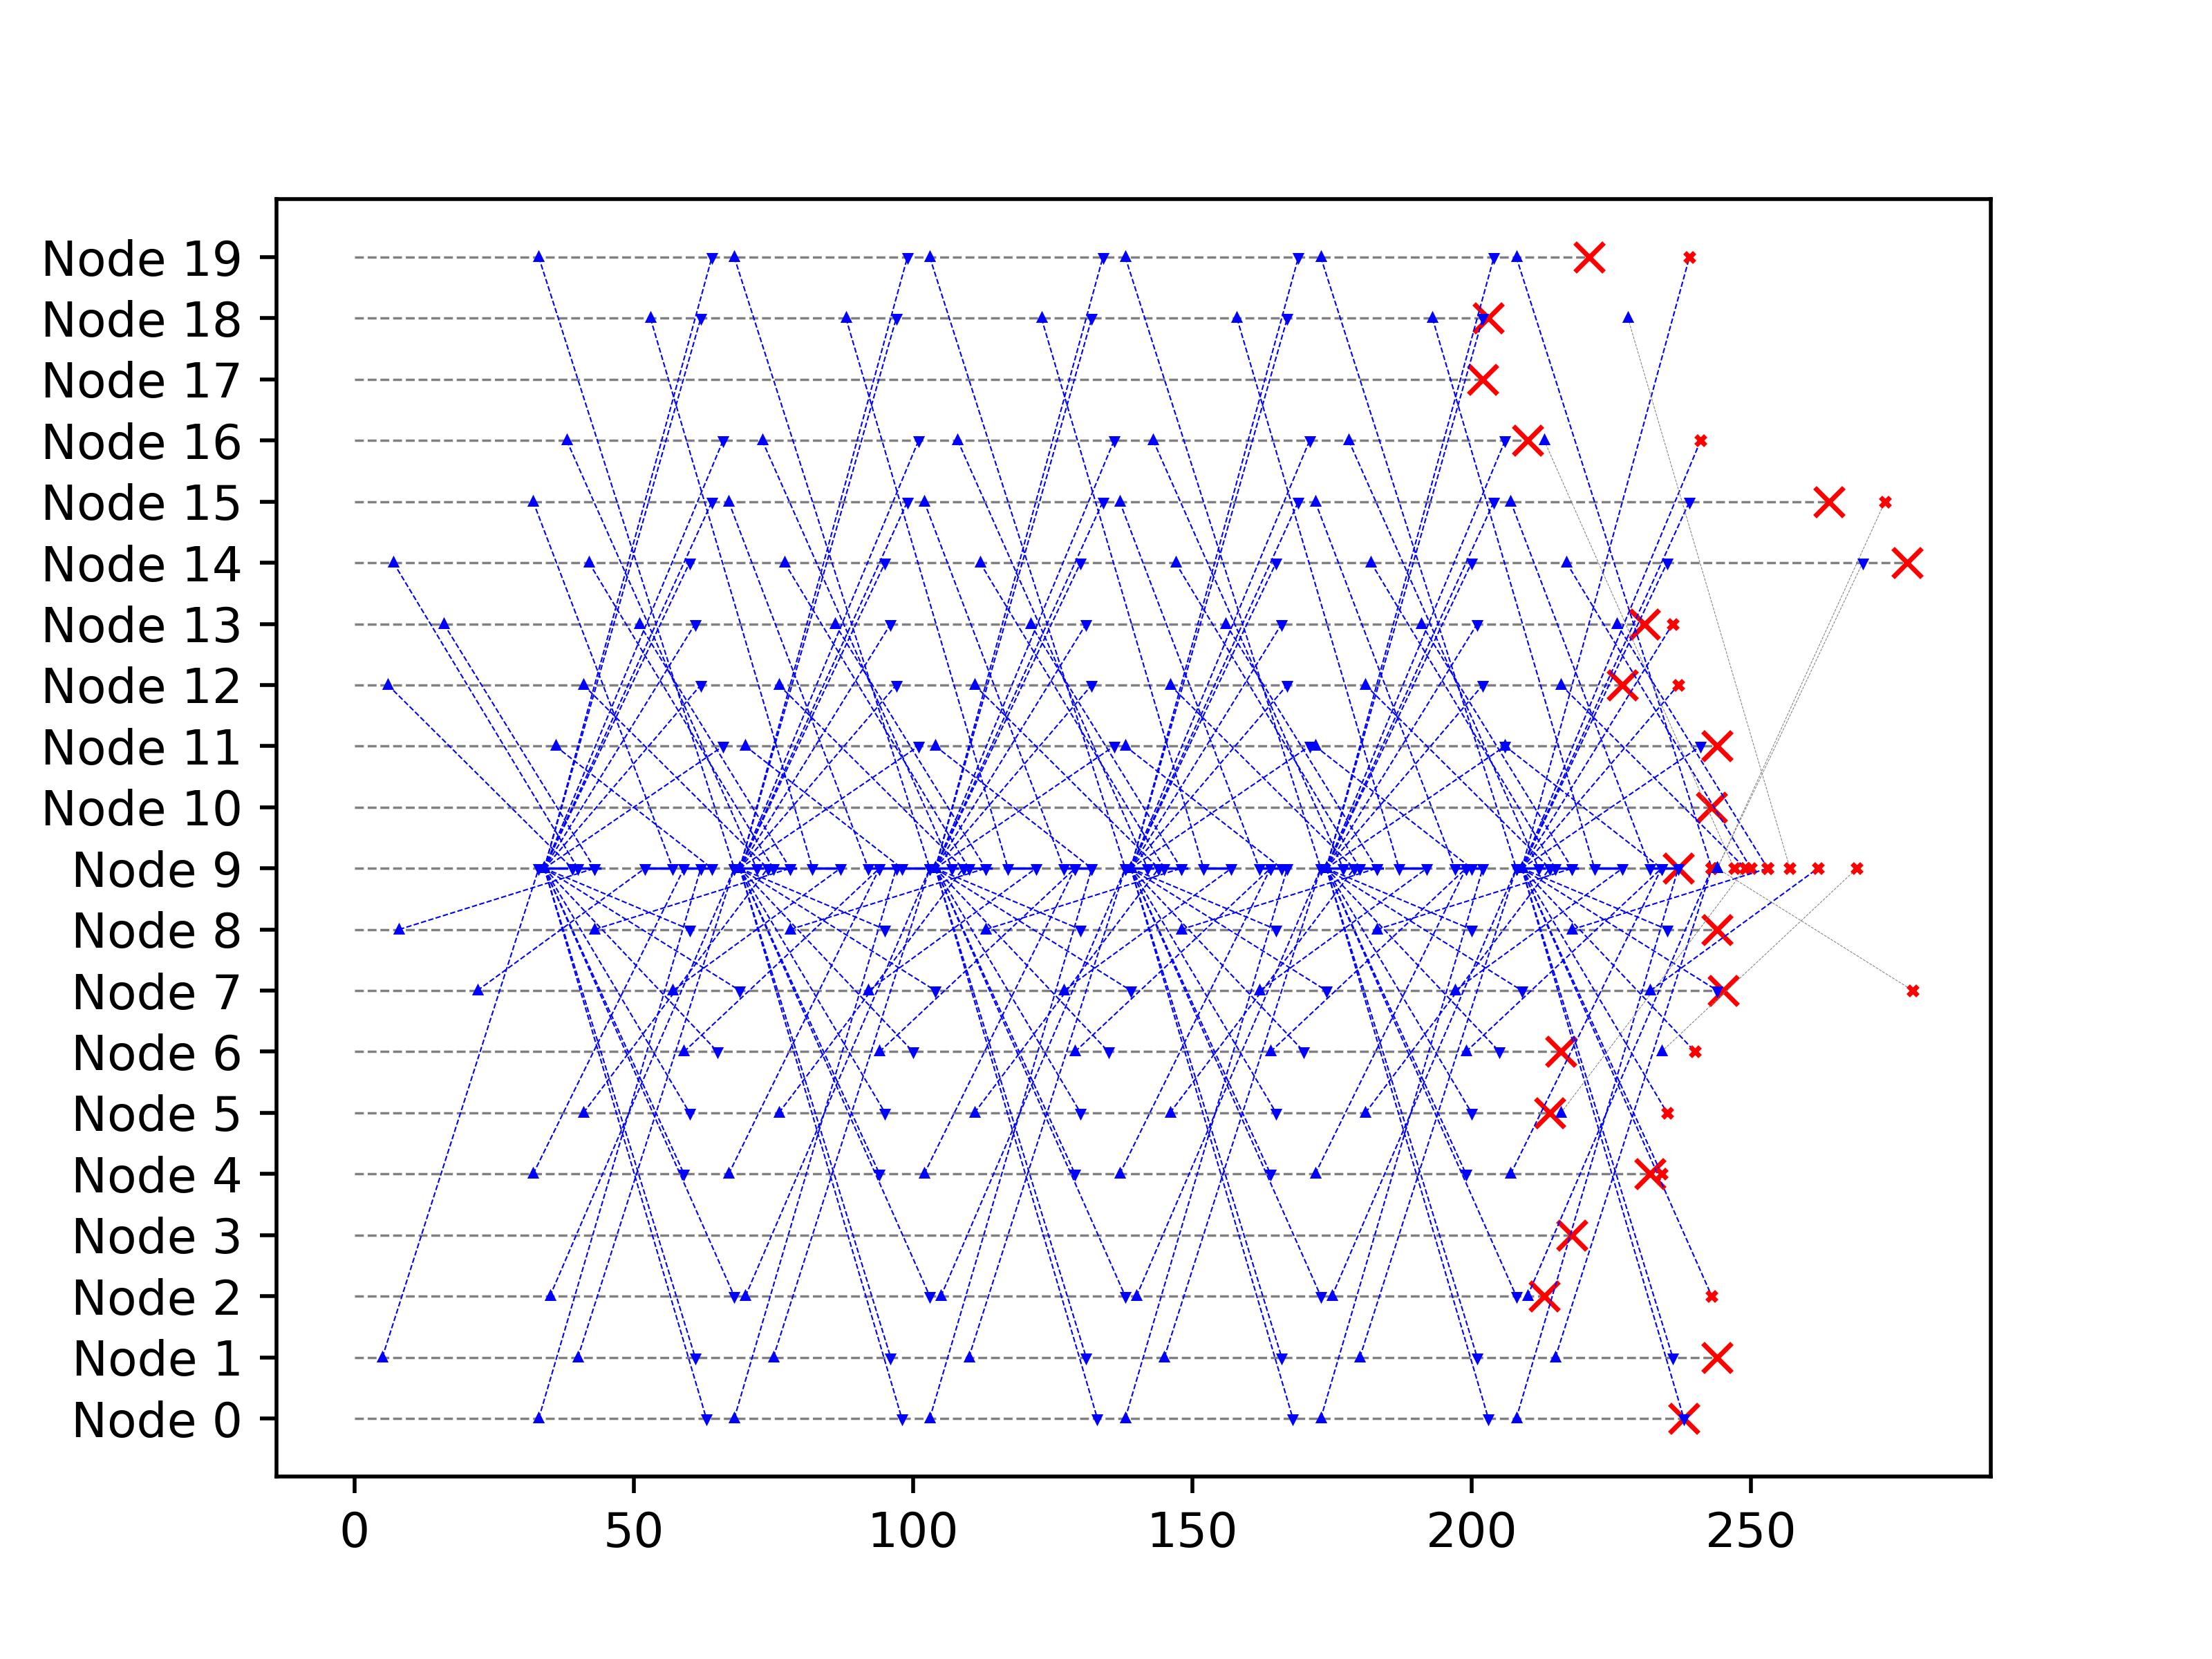 Node 19
Node 18
Node 17
Node 16
Node 15
Node 14
Node 13
Node 12
Node 11
Node 10
Node 9
Node 8
Node 7
Node 6
Node 5
Node 4
Node 3
Node 2
Node 1
Node 0
0 50 100 150 200 250